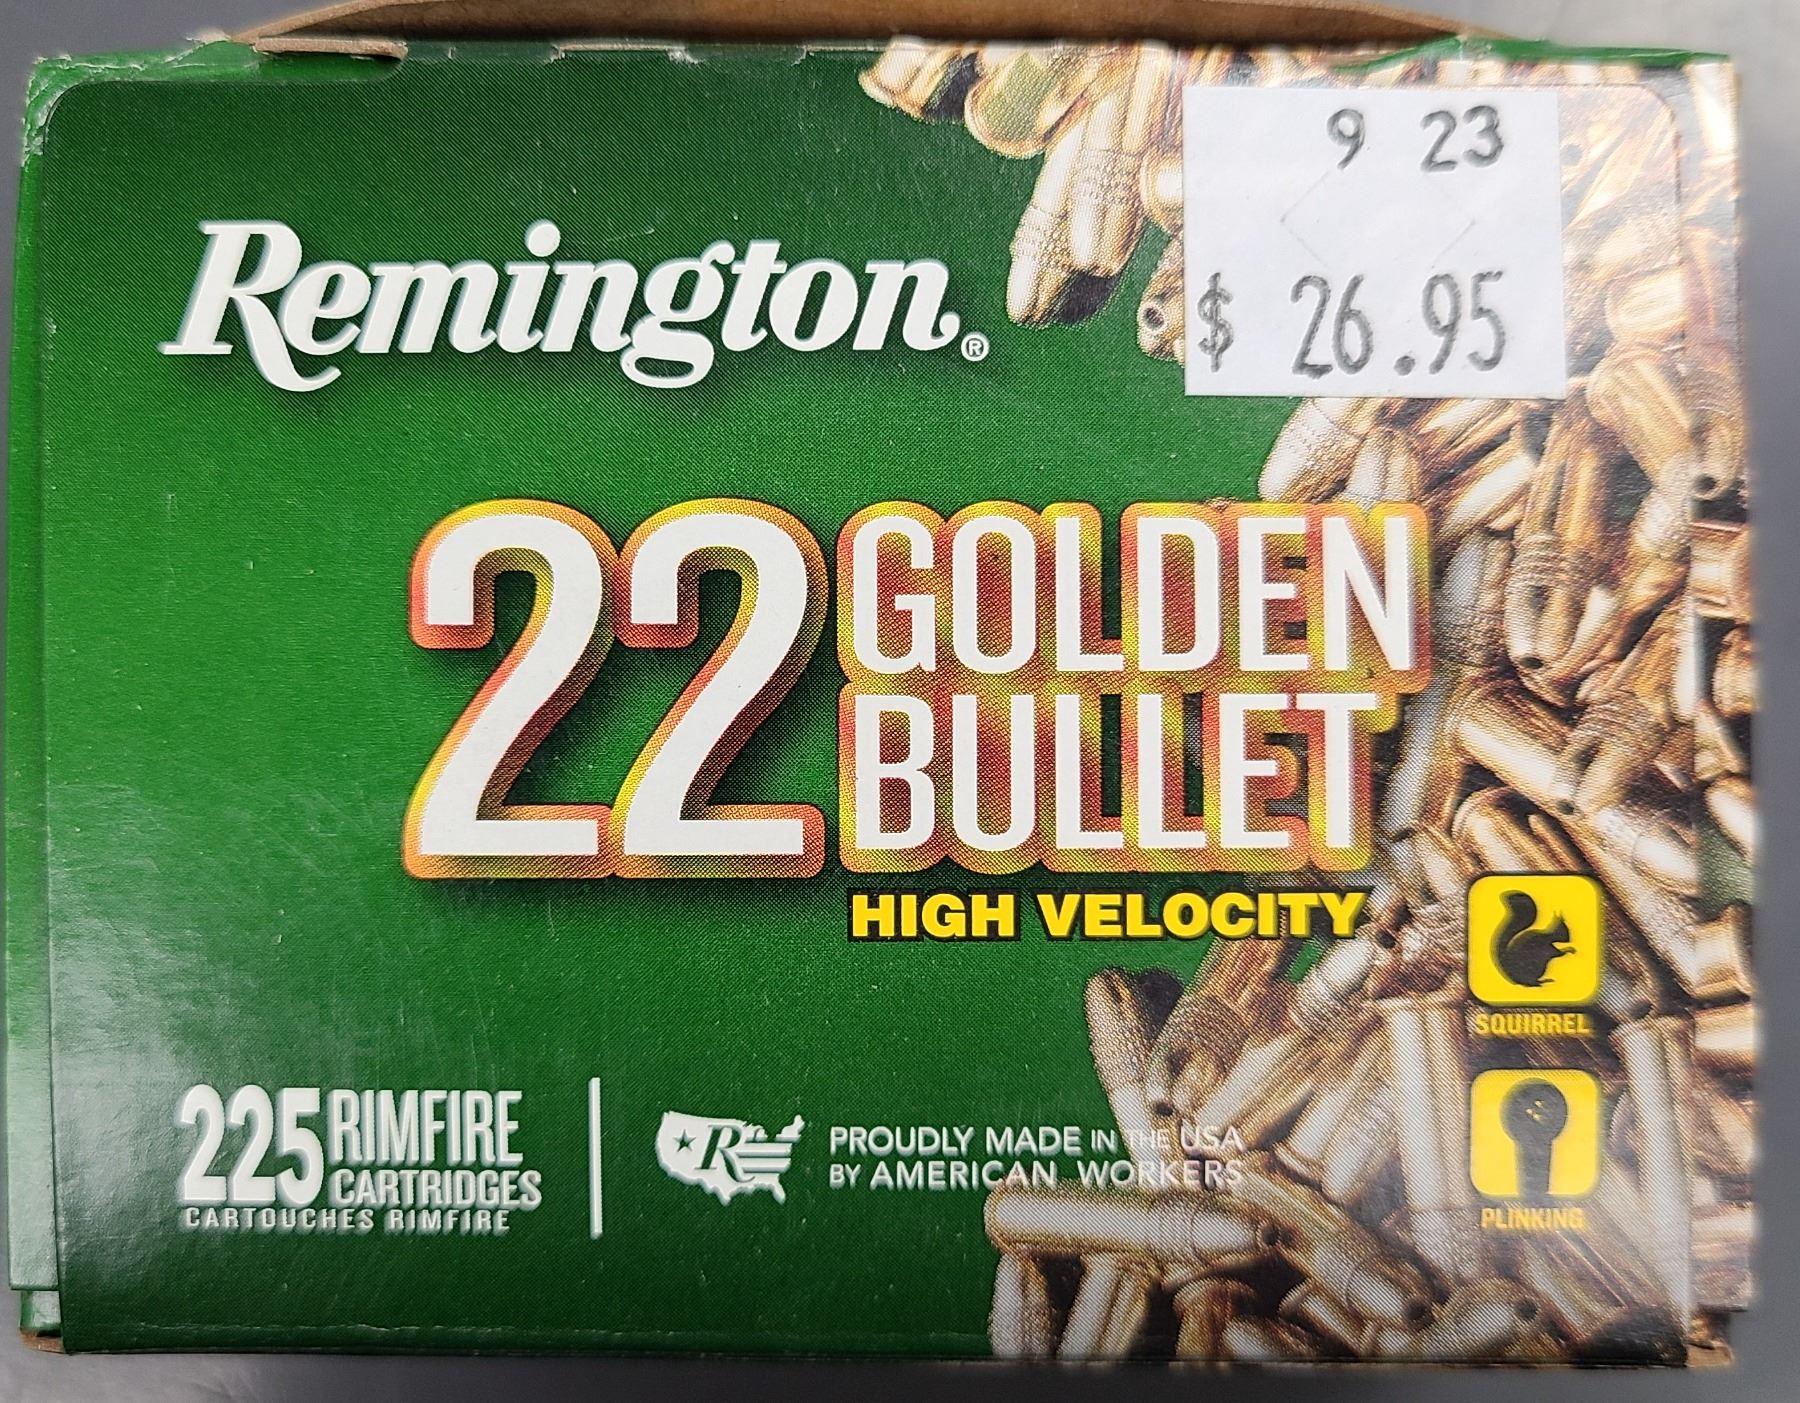 9 23
$ 26.95
Remington®
22 GOLDEN
BULLET
HIGH VELOCITY
SQUIRREL
225 RIMFIRE
CARTRIDGES
CARTOUCHES RIMFIRE
R
PROUDLY MADE IN THE USA
BY AMERICAN WORKERS
PLINKING